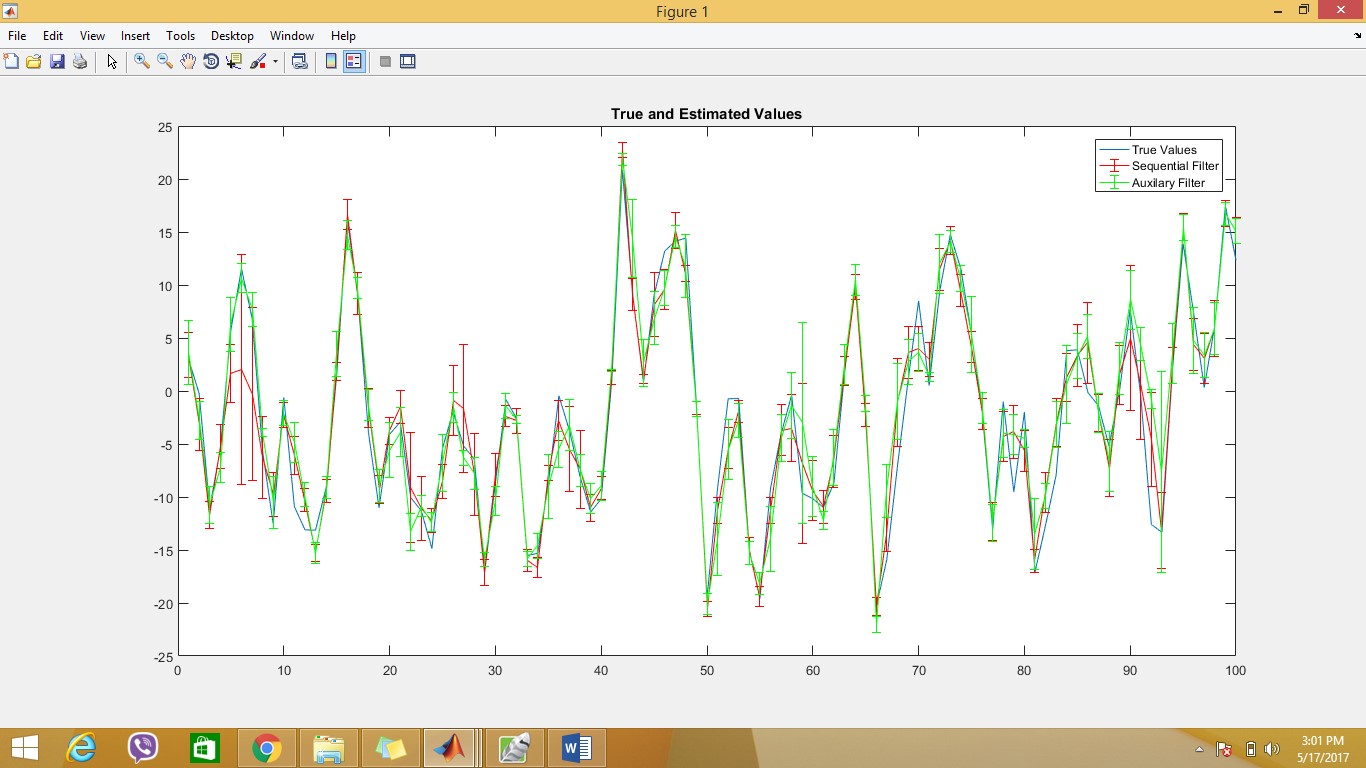 Figure 1
File Edit View Insert Tools Desktop Window Help
True and Estimated Values
25
20
15
10
5
0
-5
-10
-15
-20
-25
0 10 20 30 40 50 60 70 80 90 100
True Values
Sequential Filter
Auxilary Filter
3:01 PM
5/17/2017